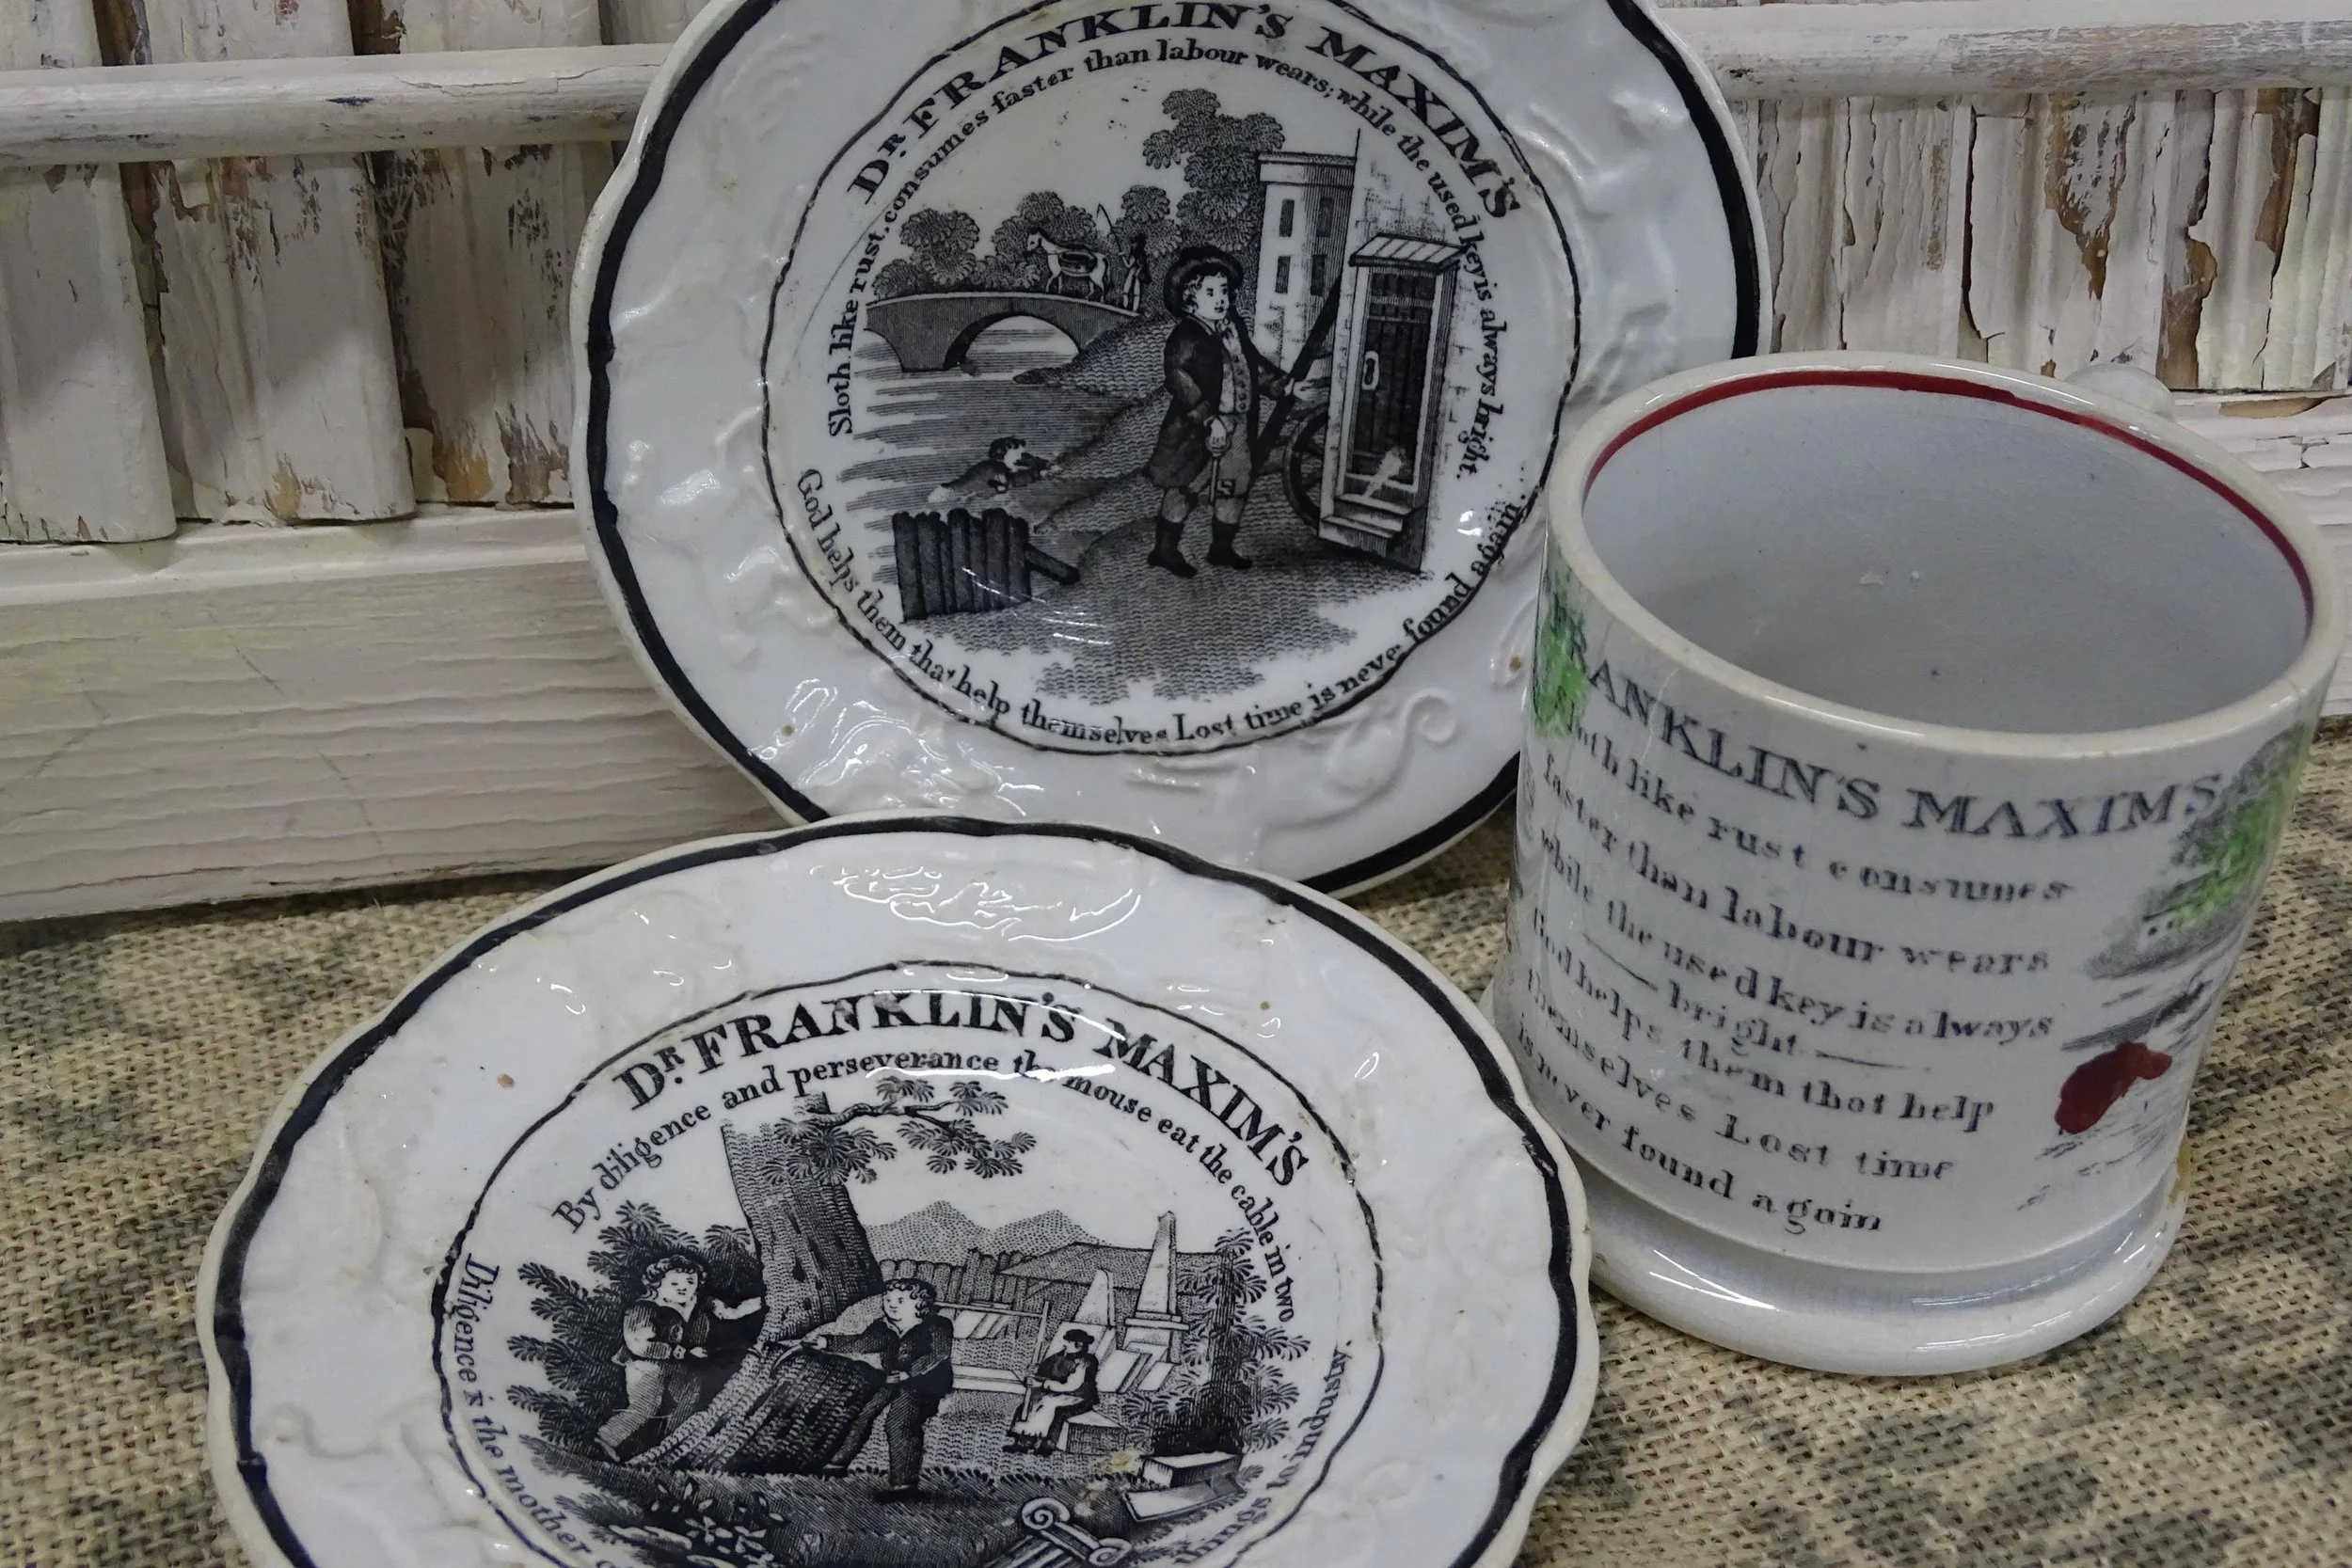 DR. FRANKLIN'S MAXIM'S
Sloth like rust. consumes faster than labour wears; while the used key is always bright.
God helps them that help themselves Lost time is never found again.
DR. FRANKLIN'S MAXIM'S
By diligence and perseverance the mouse eat the cable in two
Diligence is the mother
things to industry.
FRANKLIN'S MAXIMS
Sloth like rust consumes
faster than labour wears
while the used key is always
bright
God helps them that help
themselves Lost time
is never found again